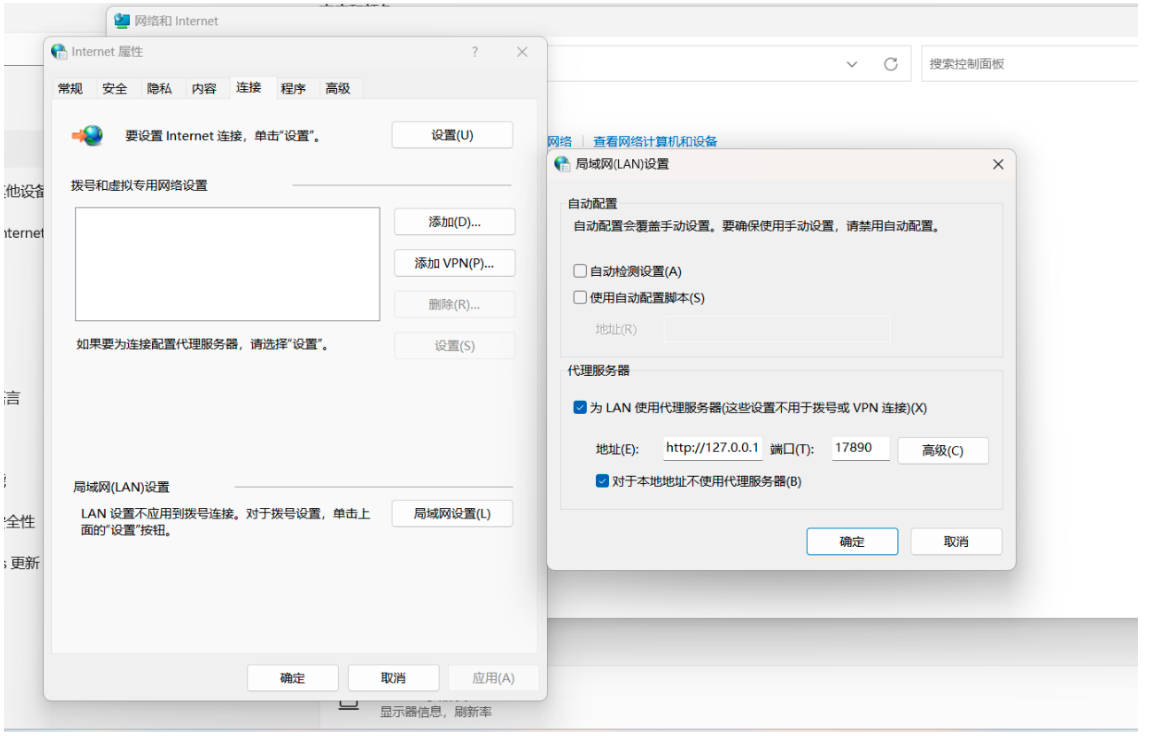 网络和 Internet
Internet 属性
常规 安全 隐私 内容 连接 程序 高级
要设置 Internet 连接，单击“设置”。
设置(U)
拨号和虚拟专用网络设置
添加(D)...
添加 VPN(P)...
删除(R)...
如果要为连接配置代理服务器，请选择“设置”。
设置(S)
局域网(LAN)设置
LAN 设置不应用到拨号连接。对于拨号设置，单击上
面的“设置”按钮。
局域网设置(L)
确定 取消 应用(A)
搜索控制面板
网络 查看网络计算机和设备
局域网(LAN)设置
自动配置
自动配置会覆盖手动设置。要确保使用手动设置，请禁用自动配置。
自动检测设置(A)
使用自动配置脚本(S)
地址(R)
代理服务器
为 LAN 使用代理服务器(这些设置不用于拨号或 VPN 连接)(X)
地址(E): http://127.0.0.1 端口(T): 17890 高级(C)
对于本地地址不使用代理服务器(B)
确定 取消
他设备
nternet
言
全性
s 更新
显示器信息，刷新率